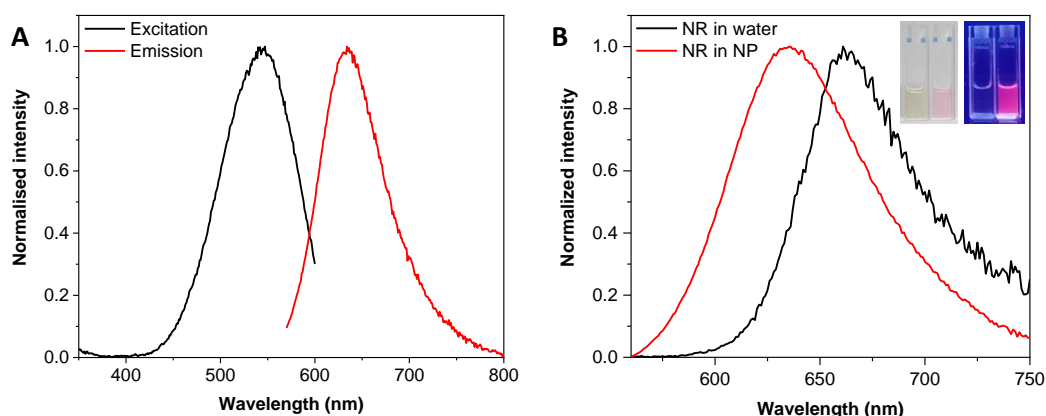 A
Excitation
Emission
Normalised intensity
1.0
0.8
0.6
0.4
0.2
0.0
400
500
600
700
800
Wavelength (nm)
B
NR in water
NR in NP
Normalized intensity
1.0
0.8
0.6
0.4
0.2
0.0
600
650
700
750
Wavelength (nm)